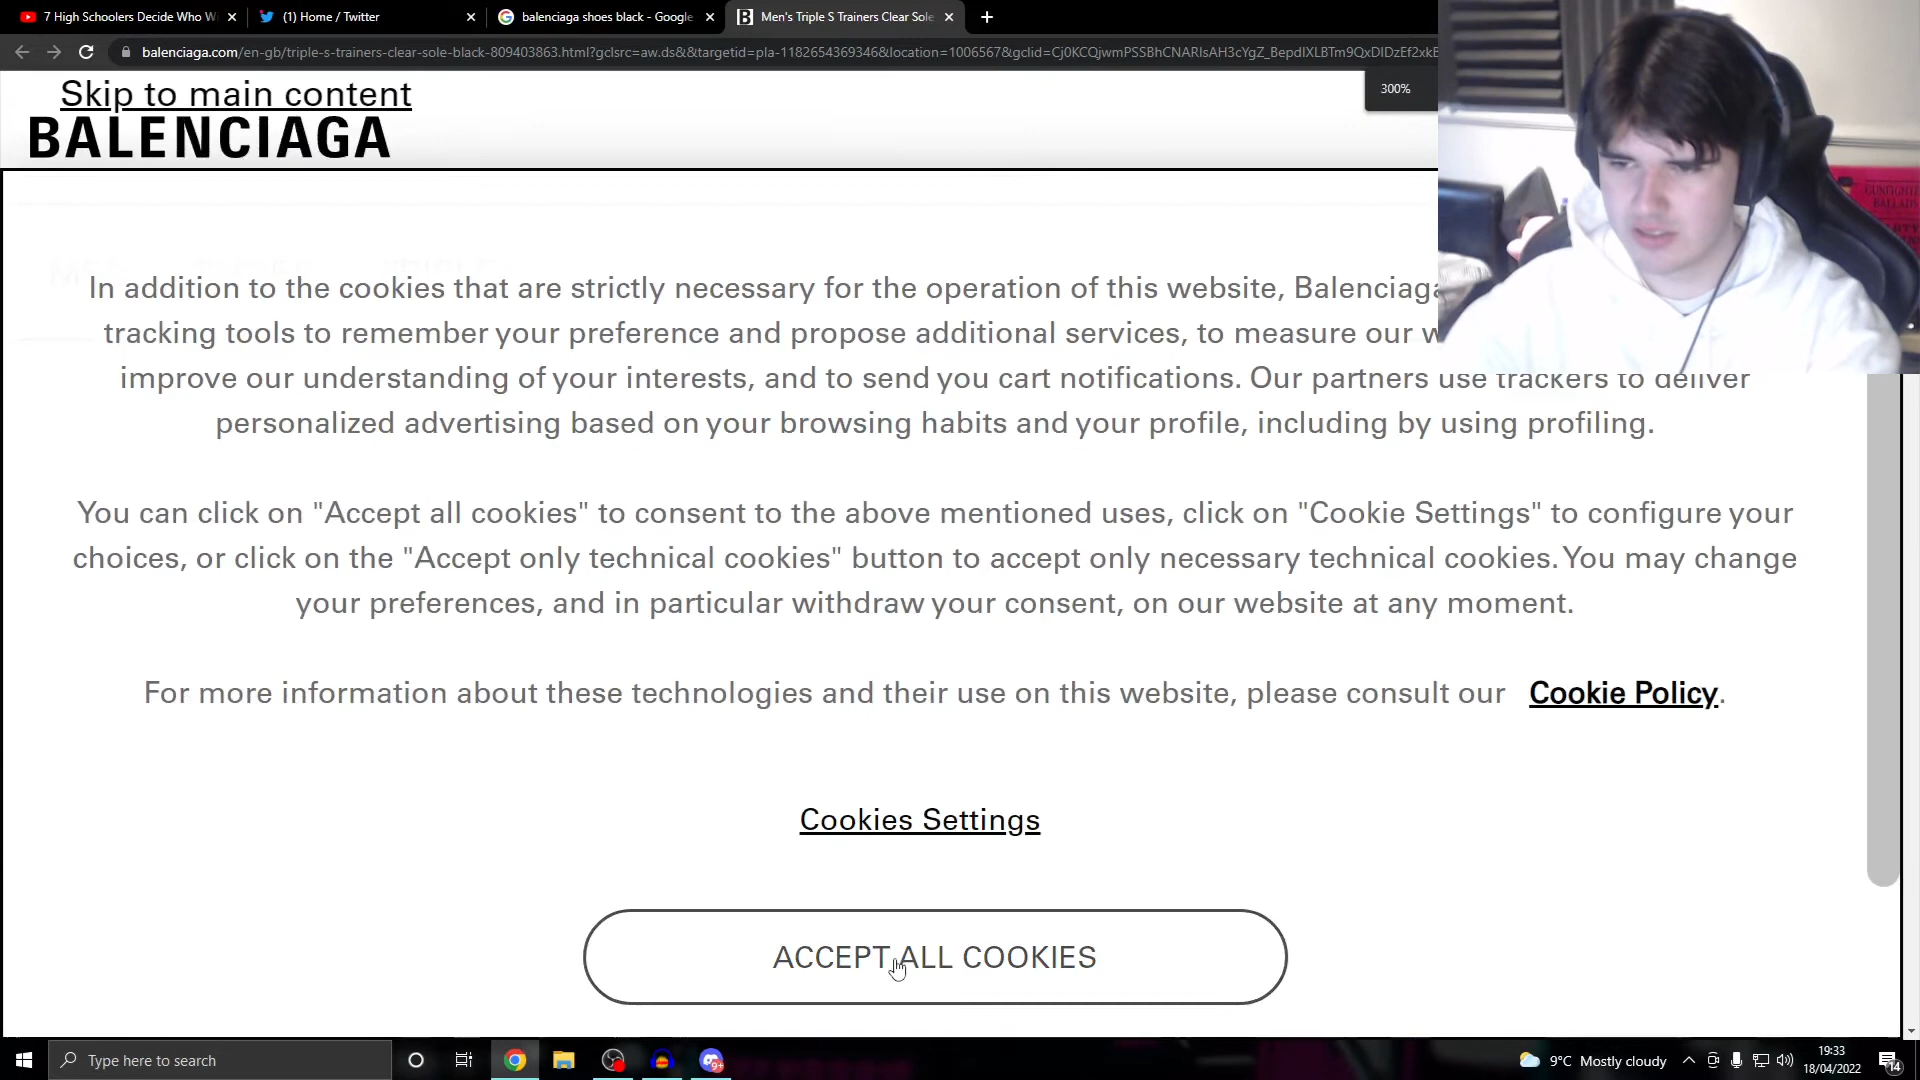 7 High Schoolers Decide Who W
(1) Home / Twitter
balenciaga shoes black - Google
Men's Triple S Trainers Clear Sole
balenciaga.com/en-gb/triple-s-trainers-clear-sole-black-809403863.html?gclsrc=aw.ds&&targetid=pla-1182654369346&location=1006567&gclid=Cj0KCQjwmPSSBhCNARIsAH3cYgZ_BepdIXLBTm9QxDIDzEf2xkB
300%
Skip to main content
BALENCIAGA
GUNFIGHTER
BALLADS
In addition to the cookies that are strictly necessary for the operation of this website, Balenciaga
tracking tools to remember your preference and propose additional services, to measure our w
improve our understanding of your interests, and to send you cart notifications. Our partners use trackers to deliver
personalized advertising based on your browsing habits and your profile, including by using profiling.
You can click on "Accept all cookies" to consent to the above mentioned uses, click on "Cookie Settings" to configure your
choices, or click on the "Accept only technical cookies" button to accept only necessary technical cookies. You may change
your preferences, and in particular withdraw your consent, on our website at any moment.
For more information about these technologies and their use on this website, please consult our Cookie Policy.
Cookies Settings
ACCEPT ALL COOKIES
Type here to search
9+
9°C Mostly cloudy
19:33
18/04/2022
14